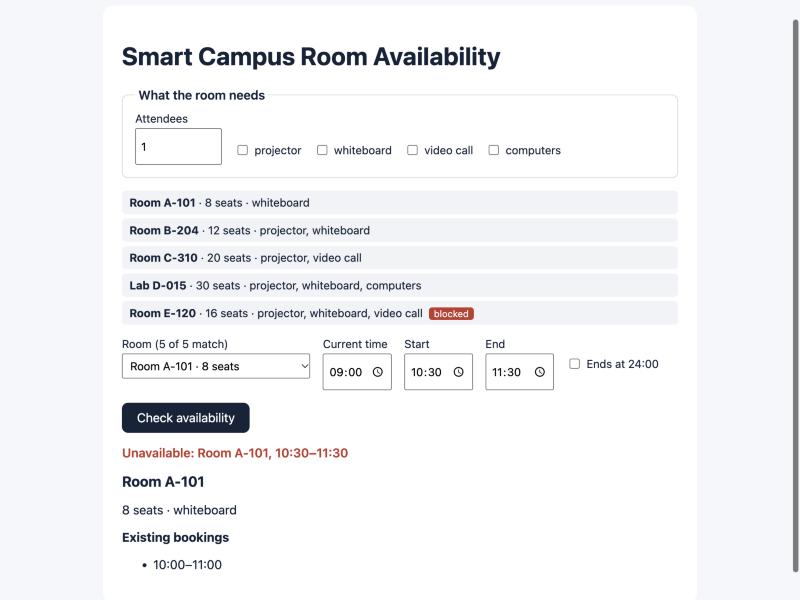 Smart Campus Room Availability
What the room needs
Attendees
1
projector whiteboard video call computers
Room A-101 · 8 seats · whiteboard
Room B-204 · 12 seats · projector, whiteboard
Room C-310 · 20 seats · projector, video call
Lab D-015 · 30 seats · projector, whiteboard, computers
Room E-120 · 16 seats · projector, whiteboard, video call blocked
Room (5 of 5 match) Current time Start End
Room A-101 · 8 seats 09:00 10:30 11:30 Ends at 24:00
Check availability
Unavailable: Room A-101, 10:30–11:30
Room A-101
8 seats · whiteboard
Existing bookings
• 10:00–11:00